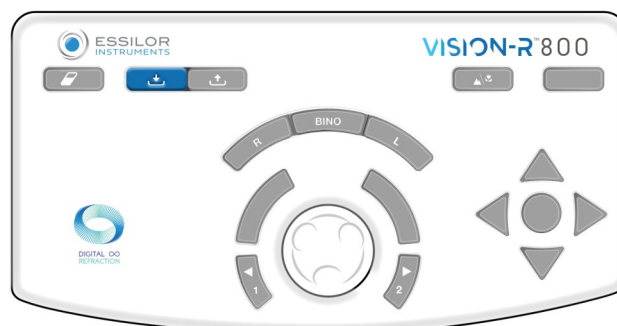 ESSILOR
INSTRUMENTS
VISION-R™800
R
BINO
L
DIGITAL ∞
REFRACTION
1
2